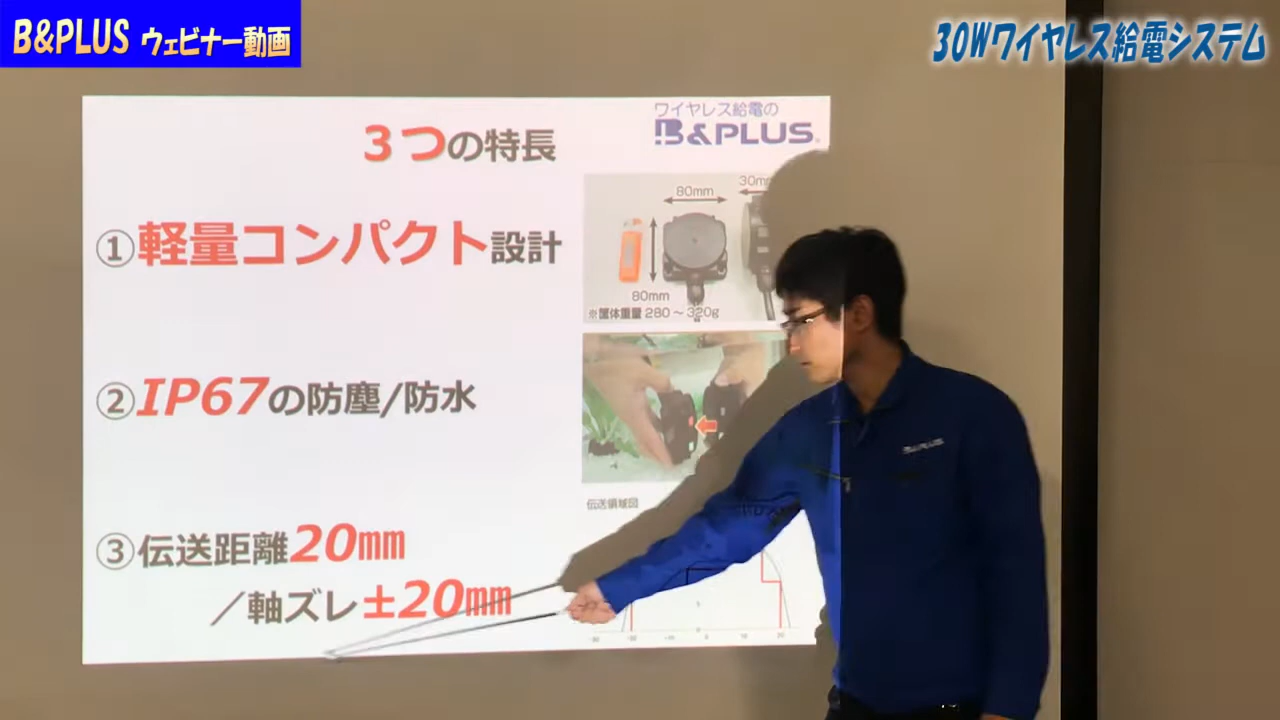 B&PLUS ウェビナー動画
30Wワイヤレス給電システム
３つの特長
ワイヤレス給電の
B&PLUS
①軽量コンパクト設計
80mm
30mm
80mm
※筐体重量 280～320g
②IP67の防塵/防水
伝送領域図
③伝送距離20mm
／軸ズレ±20mm
B&PLUS